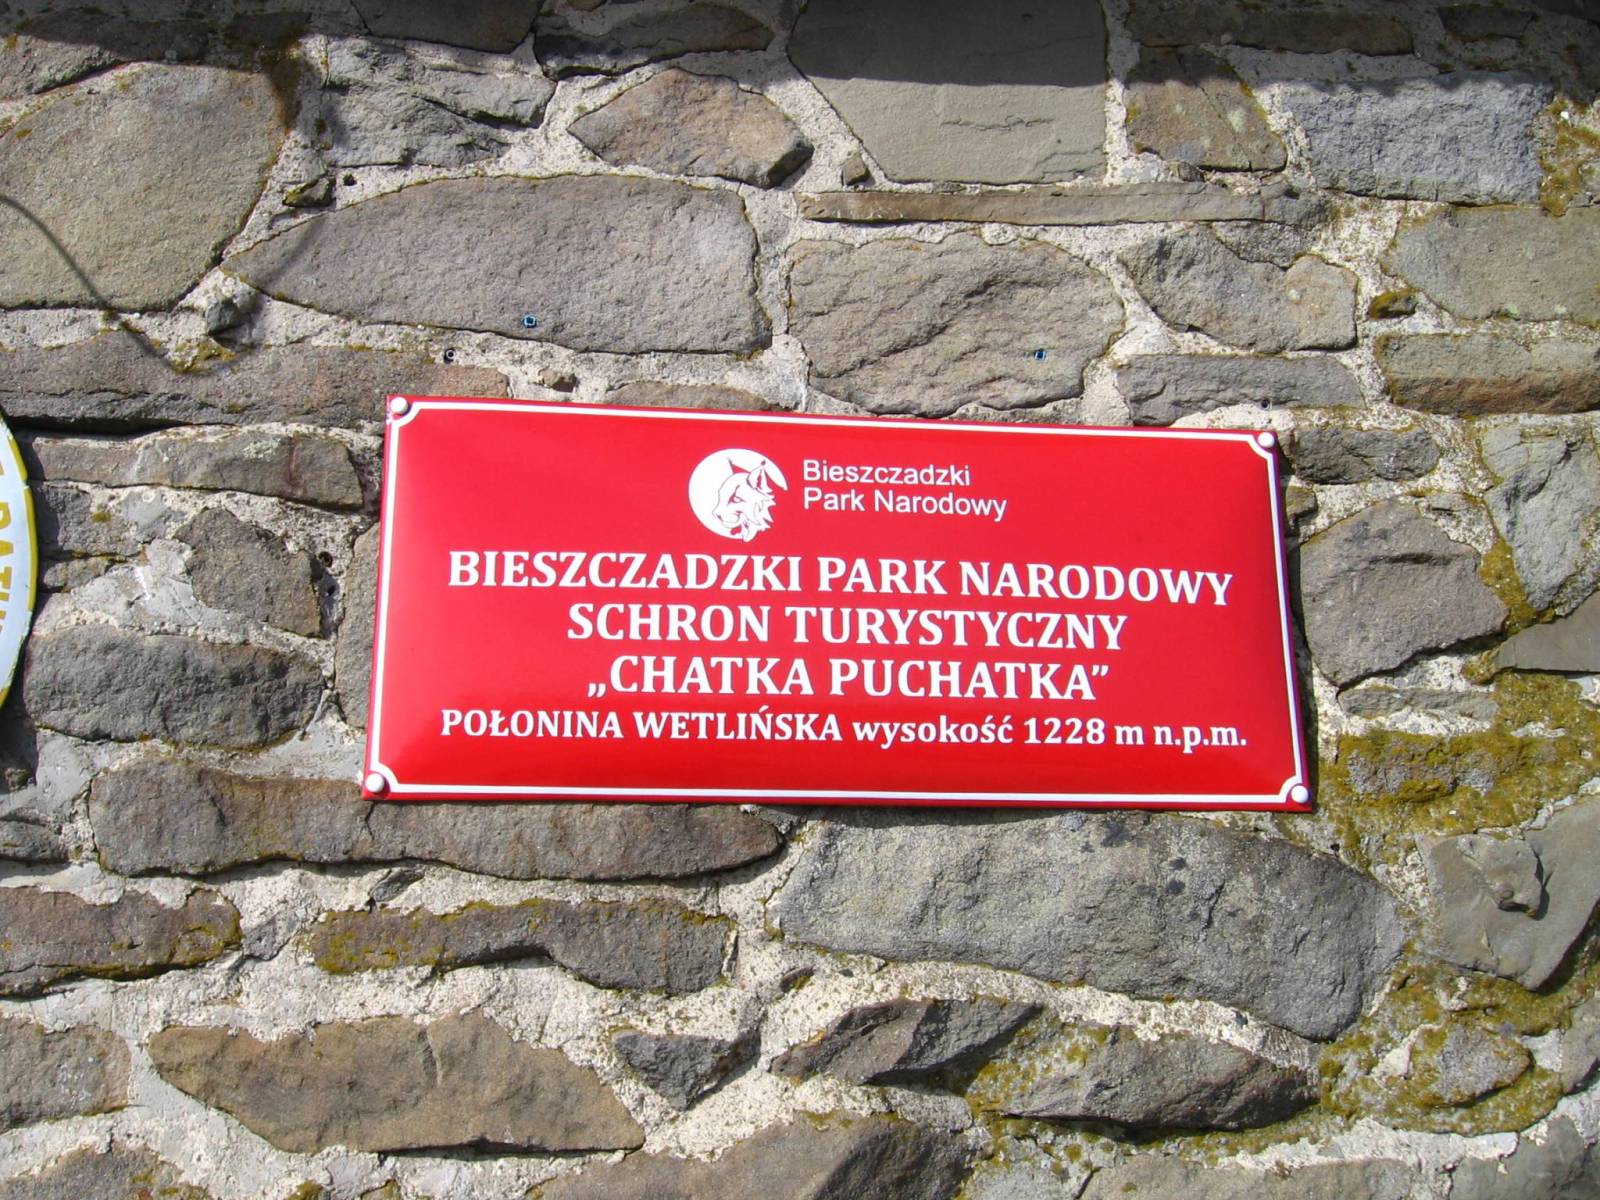 Bieszczadzki
Park Narodowy
BIESZCZADZKI PARK NARODOWY
SCHRON TURYSTYCZNY
„CHATKA PUCHATKA”
POŁONINA WETLIŃSKA wysokość 1228 m n.p.m.